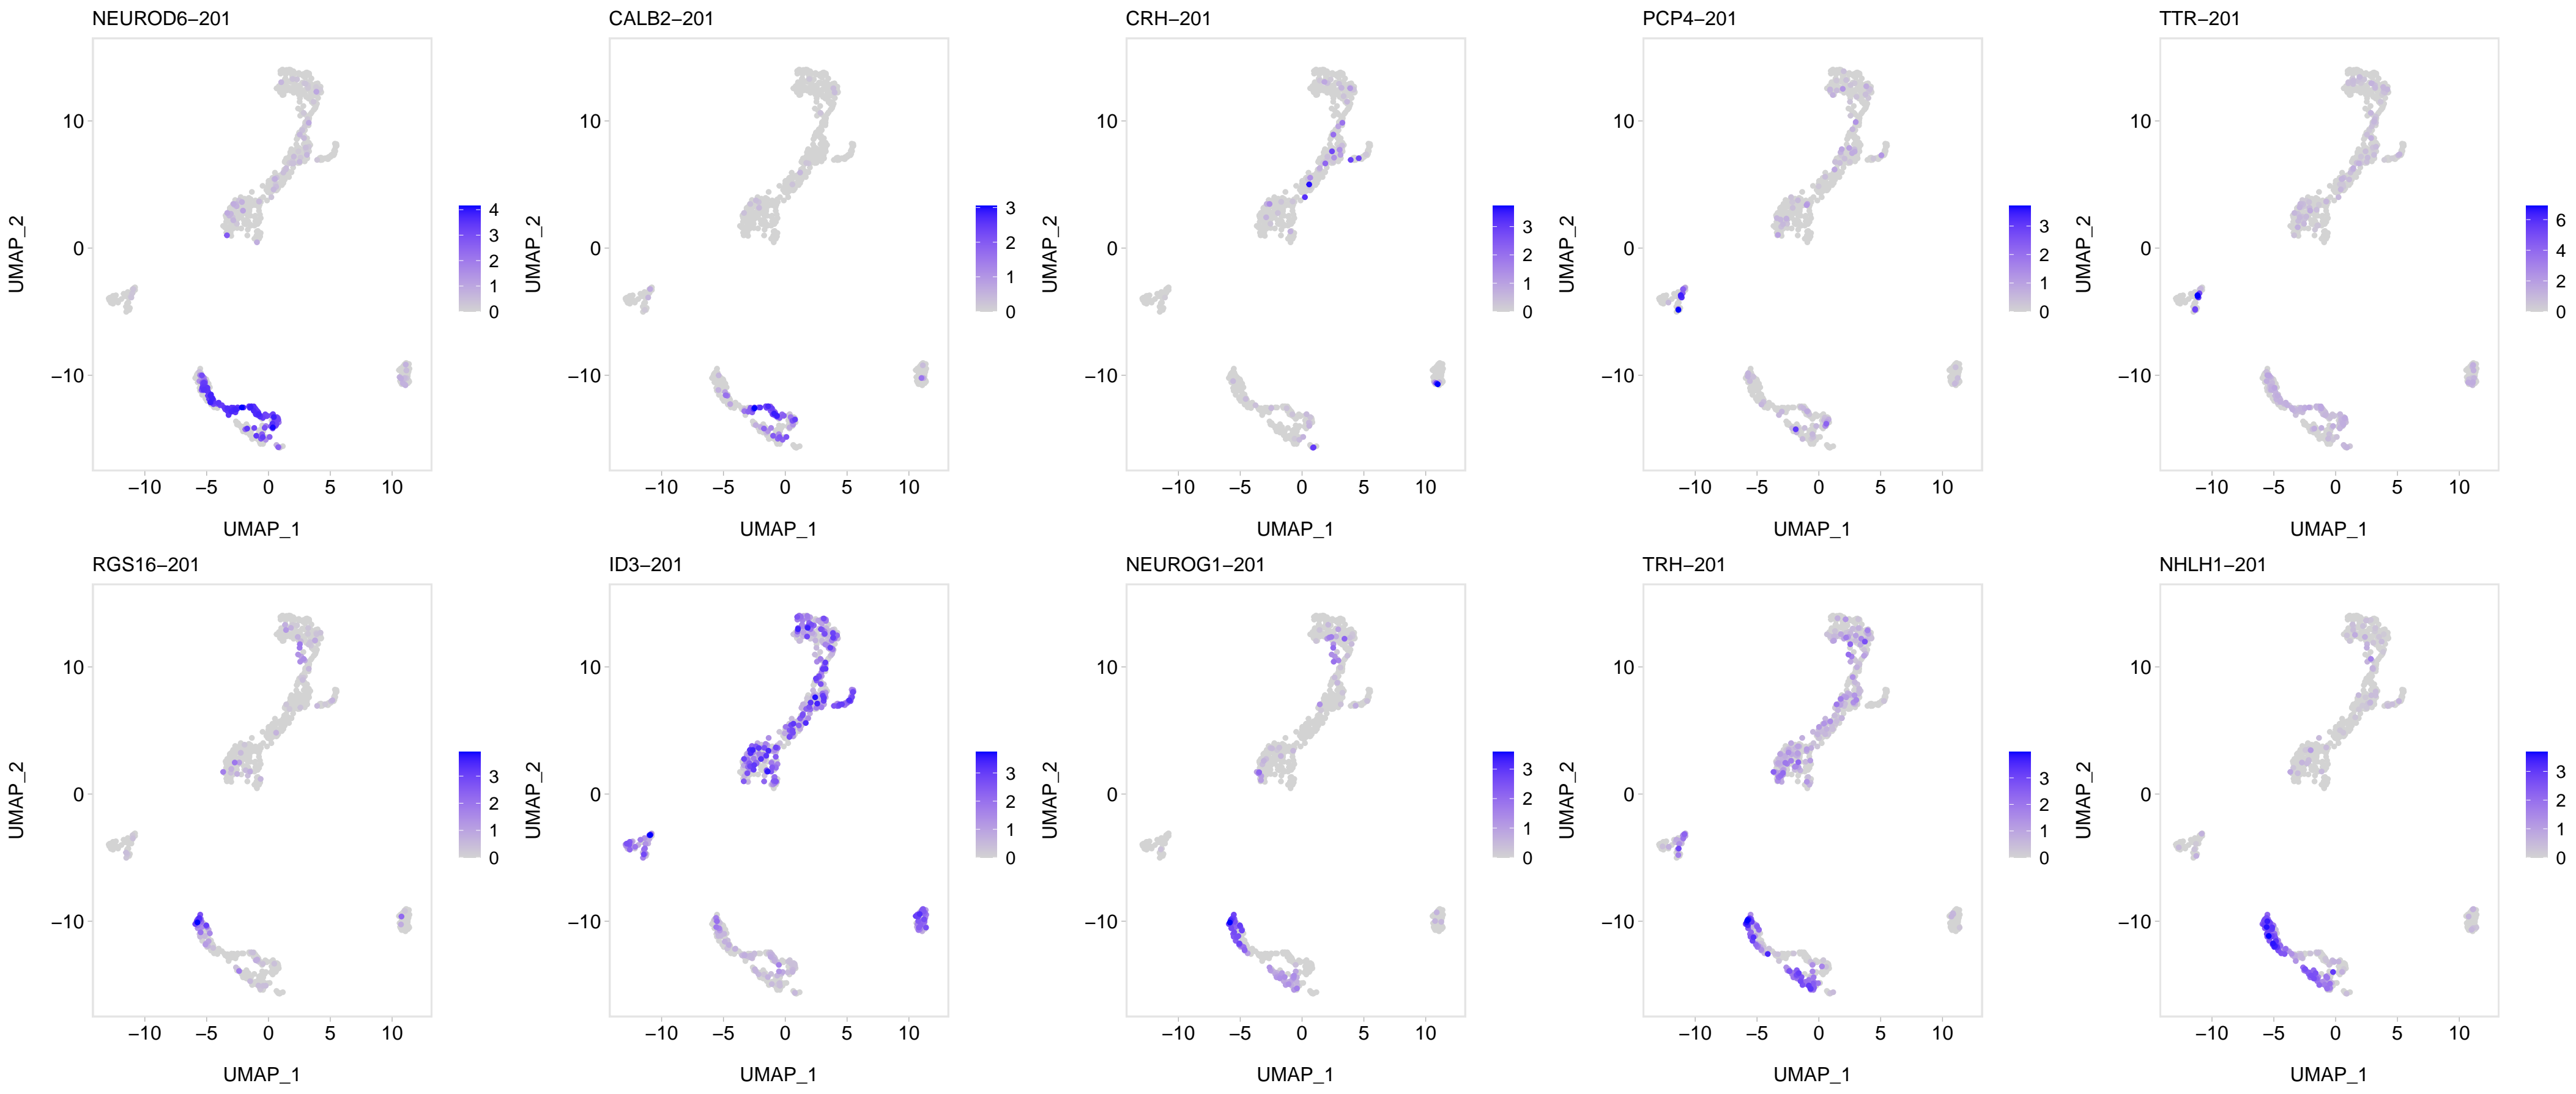 NEUROD6−201
CALB2−201
CRH−201
PCP4−201
TTR−201
10
0
−10
−10 −5 0 5 10
UMAP_1
UMAP_2
4
3
2
1
0
10
0
−10
−10 −5 0 5 10
UMAP_1
UMAP_2
3
2
1
0
10
0
−10
−10 −5 0 5 10
UMAP_1
UMAP_2
3
2
1
0
10
0
−10
−10 −5 0 5 10
UMAP_1
UMAP_2
3
2
1
0
10
0
−10
−10 −5 0 5 10
UMAP_1
UMAP_2
6
4
2
0
RGS16−201
ID3−201
NEUROG1−201
TRH−201
NHLH1−201
10
0
−10
−10 −5 0 5 10
UMAP_1
UMAP_2
3
2
1
0
10
0
−10
−10 −5 0 5 10
UMAP_1
UMAP_2
3
2
1
0
10
0
−10
−10 −5 0 5 10
UMAP_1
UMAP_2
3
2
1
0
10
0
−10
−10 −5 0 5 10
UMAP_1
UMAP_2
3
2
1
0
10
0
−10
−10 −5 0 5 10
UMAP_1
UMAP_2
3
2
1
0